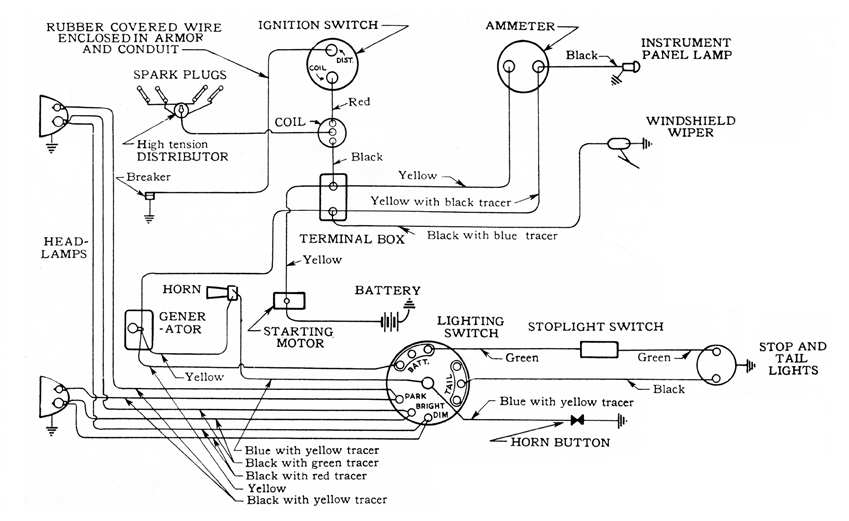 RUBBER COVERED WIRE
ENCLOSED IN ARMOR
AND CONDUIT
IGNITION SWITCH
DIST.
COIL
AMMETER
Black
INSTRUMENT
PANEL LAMP
SPARK PLUGS
Red
COIL
High tension
DISTRIBUTOR
Black
WINDSHIELD
WIPER
Breaker
Yellow
Yellow with black tracer
HEAD-
LAMPS
TERMINAL BOX
Black with blue tracer
Yellow
HORN
BATTERY
GENER
-ATOR
STARTING
MOTOR
LIGHTING
SWITCH
STOPLIGHT SWITCH
Green
Green
STOP AND
TAIL
LIGHTS
Yellow
BATT.
TAIL
Black
PARK
BRIGHT
DIM
Blue with yellow tracer
HORN BUTTON
Blue with yellow tracer
Black with green tracer
Black with red tracer
Yellow
Black with yellow tracer